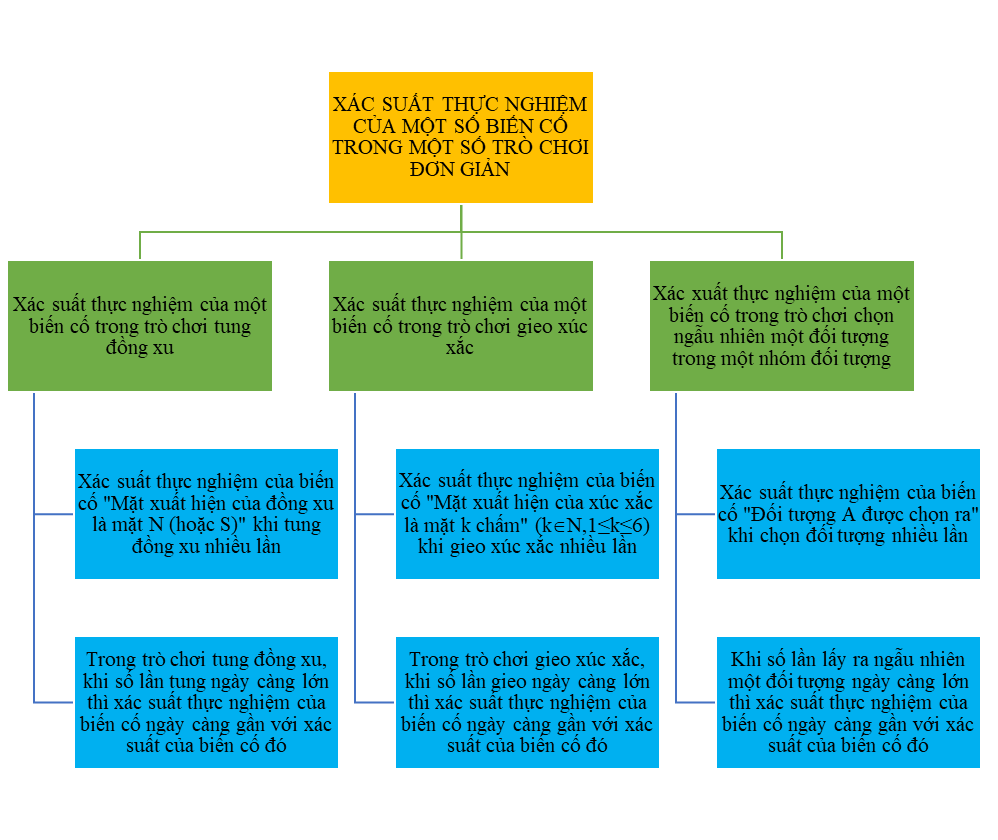 XÁC SUẤT THỰC NGHIỆM
CỦA MỘT SỐ BIẾN CỐ
TRONG MỘT SỐ TRÒ CHƠI
ĐƠN GIẢN
Xác suất thực nghiệm của một
biến cố trong trò chơi tung
đồng xu
Xác suất thực nghiệm của một
biến cố trong trò chơi gieo xúc
xắc
Xác xuất thực nghiệm của một
biến cố trong trò chơi chọn
ngẫu nhiên một đối tượng
trong một nhóm đối tượng
Xác suất thực nghiệm của biến
cố "Mặt xuất hiện của đồng xu
là mặt N (hoặc S)" khi tung
đồng xu nhiều lần
Xác suất thực nghiệm của biến
cố "Mặt xuất hiện của xúc xắc
là mặt k chấm" (k∈N,1≤k≤6)
khi gieo xúc xắc nhiều lần
Xác suất thực nghiệm của biến
cố "Đối tượng A được chọn ra"
khi chọn đối tượng nhiều lần
Trong trò chơi tung đồng xu,
khi số lần tung ngày càng lớn
thì xác suất thực nghiệm của
biến cố ngày càng gần với xác
suất của biến cố đó
Trong trò chơi gieo xúc xắc,
khi số lần gieo ngày càng lớn
thì xác suất thực nghiệm của
biến cố ngày càng gần với xác
suất của biến cố đó
Khi số lần lấy ra ngẫu nhiên
một đối tượng ngày càng lớn
thì xác suất thực nghiệm của
biến cố ngày càng gần với xác
suất của biến cố đó